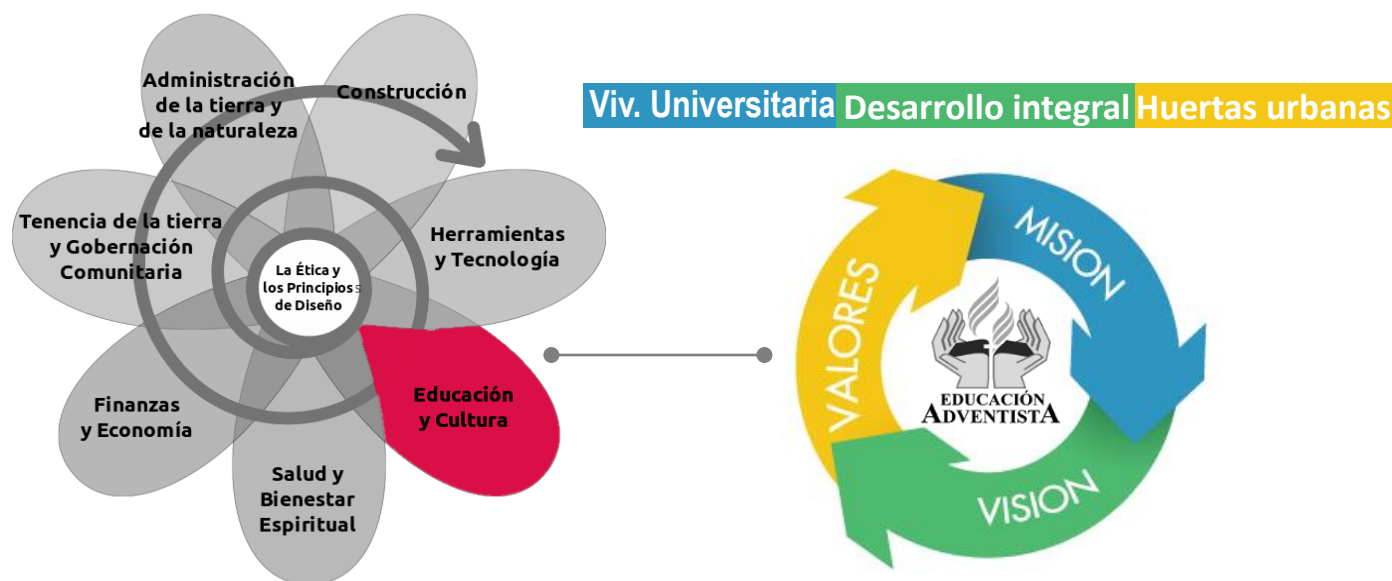 Administración
de la tierra y
de la naturaleza
Construcción
Tenencia de la tierra
y Gobernación
Comunitaria
Herramientas
y Tecnología
La Ética y
los Principios s
de Diseño
Finanzas
y Economía
Educación
y Cultura
Salud y
Bienestar
Espiritual
Viv. Universitaria Desarrollo integral Huertas urbanas
MISION
VALORES
EDUCACIÓN
ADVENTISTA
VISION